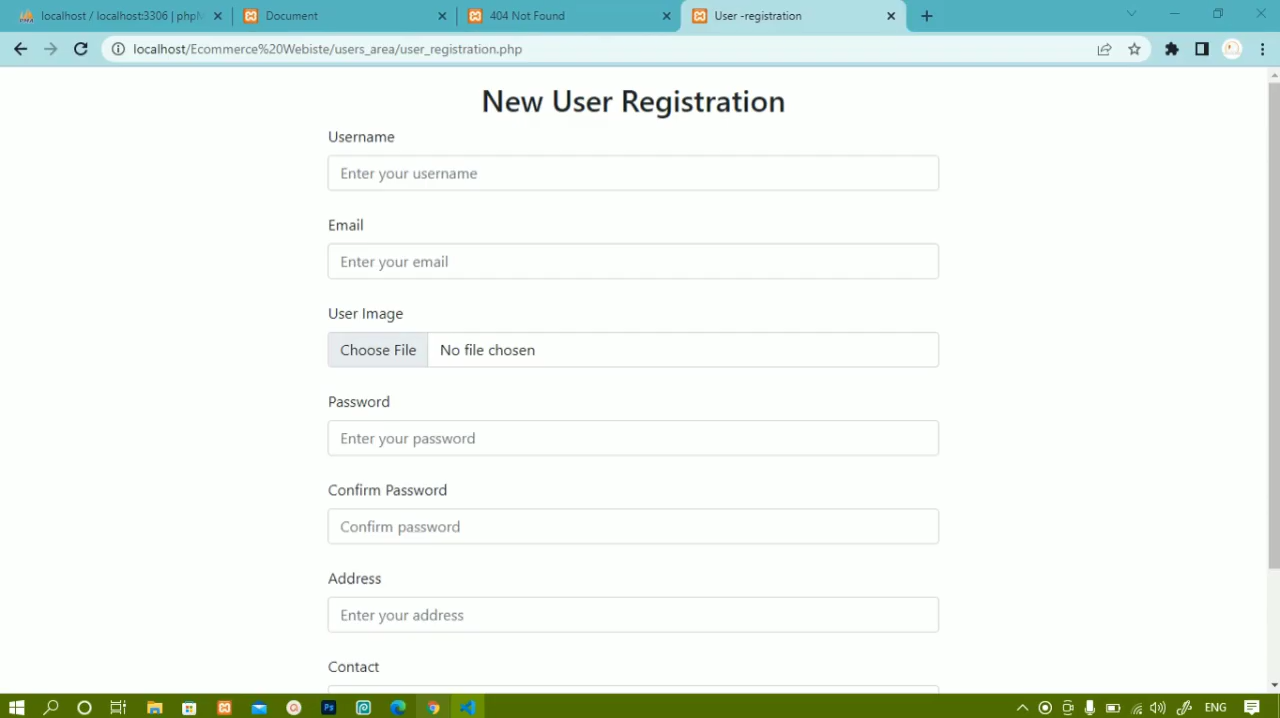 localhost / localhost:3306 | phpM
Document
404 Not Found
User -registration
localhost/Ecommerce%20Webiste/users_area/user_registration.php
New User Registration
Username
Enter your username
Email
Enter your email
User Image
Choose File No file chosen
Password
Enter your password
Confirm Password
Confirm password
Address
Enter your address
Contact
ENG